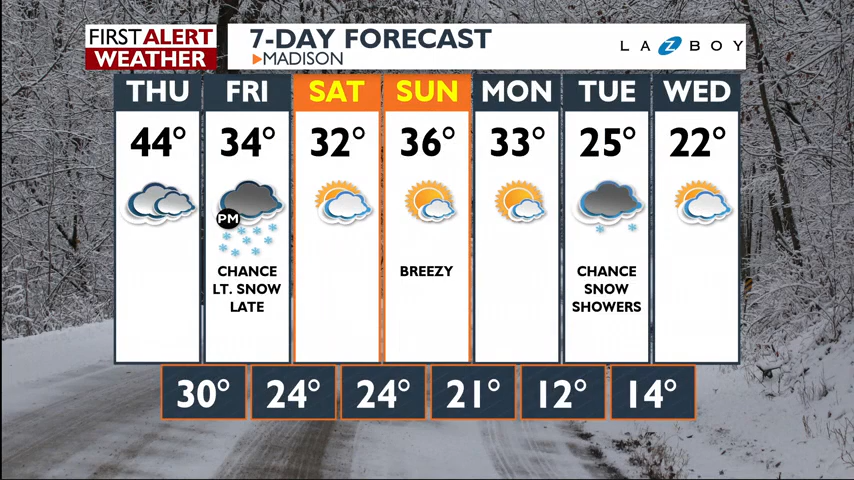 FIRST ALERT
WEATHER
7-DAY FORECAST
MADISON
LA Z BOY
THU FRI SAT SUN MON TUE WED
44° 34° 32° 36° 33° 25° 22°
PM
CHANCE
LT. SNOW
LATE
BREEZY
CHANCE
SNOW
SHOWERS
30° 24° 24° 21° 12° 14°